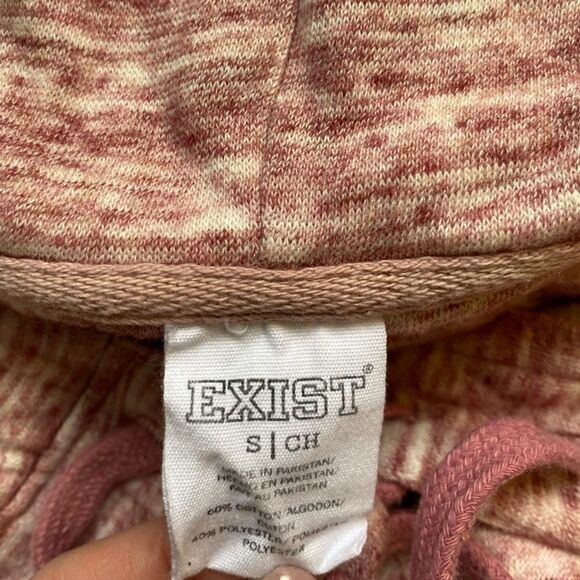 EXIST®
S | CH
MADE IN PAKISTAN/
HECHO EN PAKISTAN/
FAIT AU PAKISTAN
60% COTTON/ALGODON/
COTON
40% POLYESTER/POLIESTER/
POLYESTER